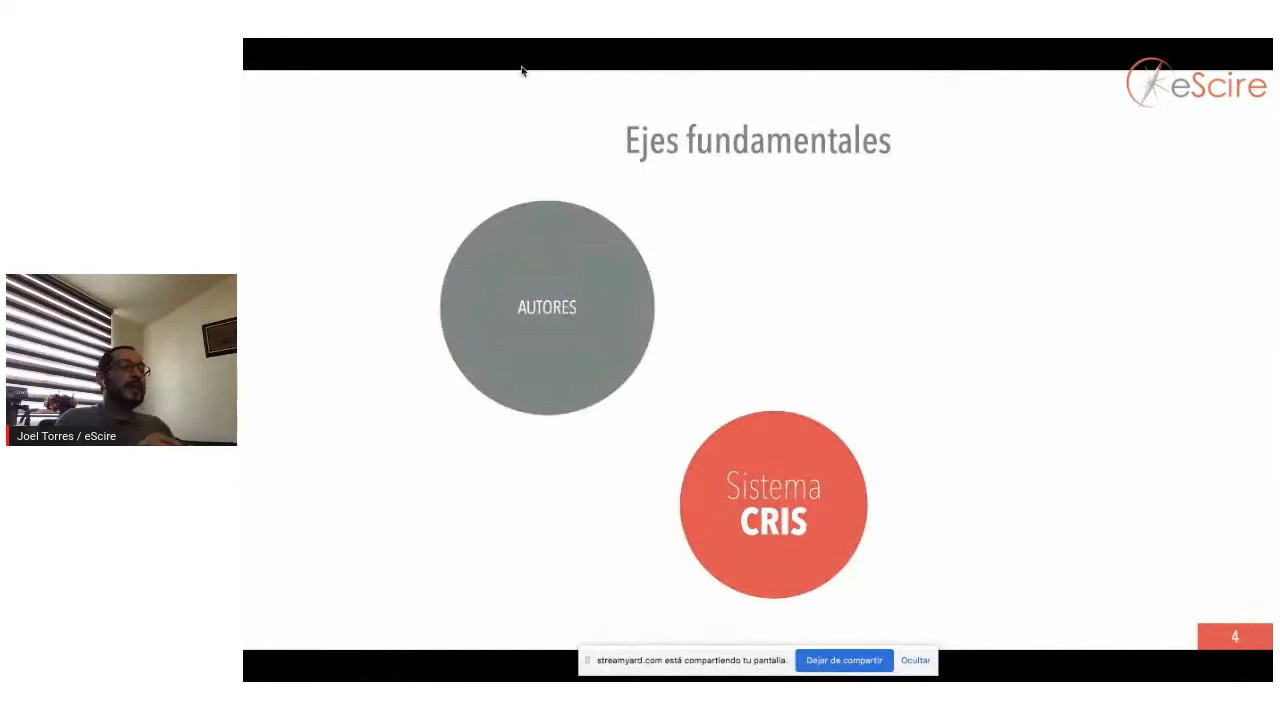 eScire
Ejes fundamentales
AUTORES
Sistema
CRIS
Joel Torres / eScire
4
streamyard.com está compartiendo tu pantalla.
Dejar de compartir
Ocultar